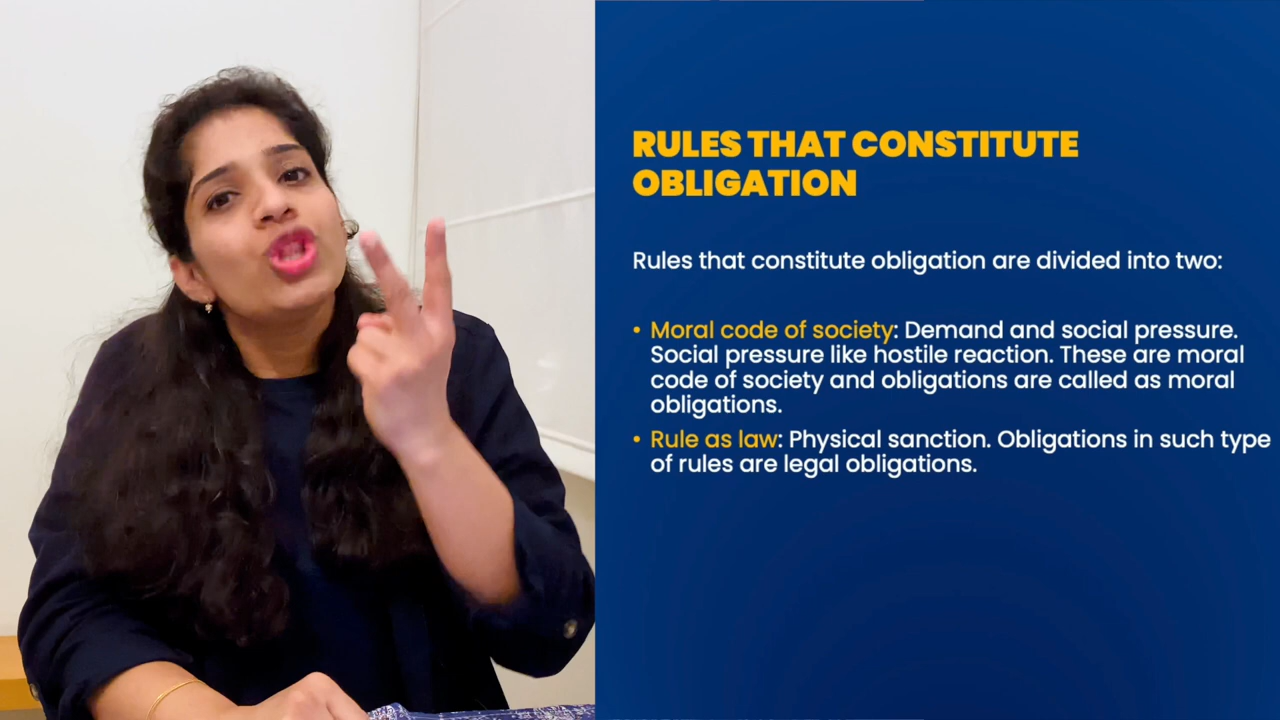 RULES THAT CONSTITUTE
OBLIGATION
Rules that constitute obligation are divided into two:
• Moral code of society: Demand and social pressure.
Social pressure like hostile reaction. These are moral
code of society and obligations are called as moral
obligations.
• Rule as law: Physical sanction. Obligations in such type
of rules are legal obligations.